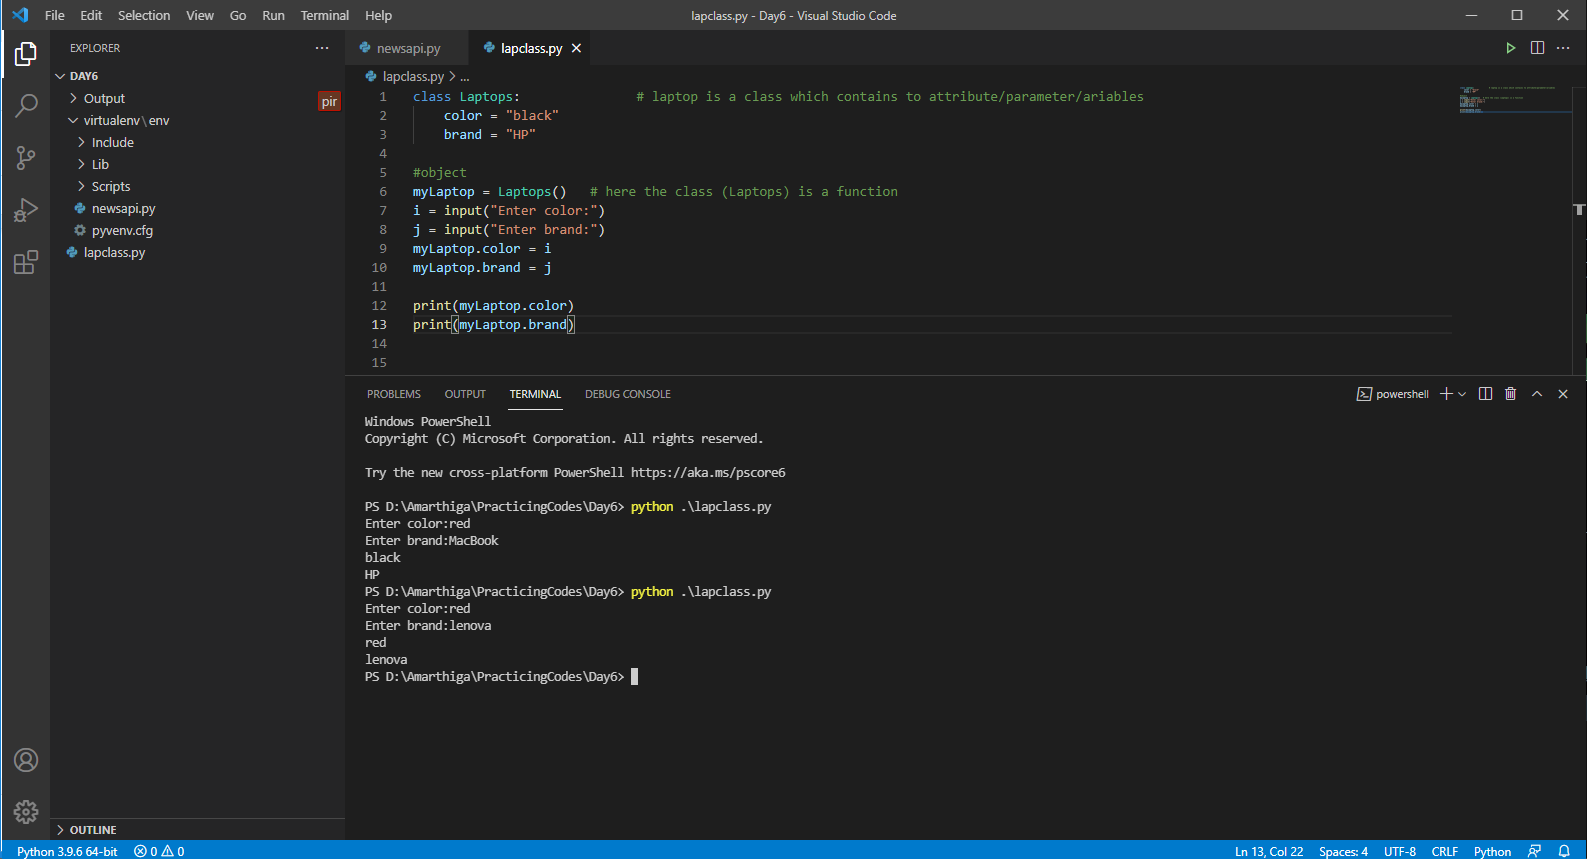 File Edit Selection View Go Run Terminal Help lapclass.py - Day6 - Visual Studio Code
EXPLORER
DAY6
Output
pir
virtualenv\env
Include
Lib
Scripts
newsapi.py
pyvenv.cfg
lapclass.py
OUTLINE
newsapi.py lapclass.py
lapclass.py > ...
1 class Laptops: # laptop is a class which contains to attribute/parameter/ariables
2 color = "black"
3 brand = "HP"
4
5 #object
6 myLaptop = Laptops() # here the class (Laptops) is a function
7 i = input("Enter color:")
8 j = input("Enter brand:")
9 myLaptop.color = i
10 myLaptop.brand = j
11
12 print(myLaptop.color)
13 print(myLaptop.brand)
14
15
PROBLEMS OUTPUT TERMINAL DEBUG CONSOLE powershell
Windows PowerShell
Copyright (C) Microsoft Corporation. All rights reserved.
Try the new cross-platform PowerShell https://aka.ms/pscore6
PS D:\Amarthiga\PracticingCodes\Day6> python .\lapclass.py
Enter color:red
Enter brand:MacBook
black
HP
PS D:\Amarthiga\PracticingCodes\Day6> python .\lapclass.py
Enter color:red
Enter brand:lenova
red
lenova
PS D:\Amarthiga\PracticingCodes\Day6>
Python 3.9.6 64-bit 0 0 Ln 13, Col 22 Spaces: 4 UTF-8 CRLF Python